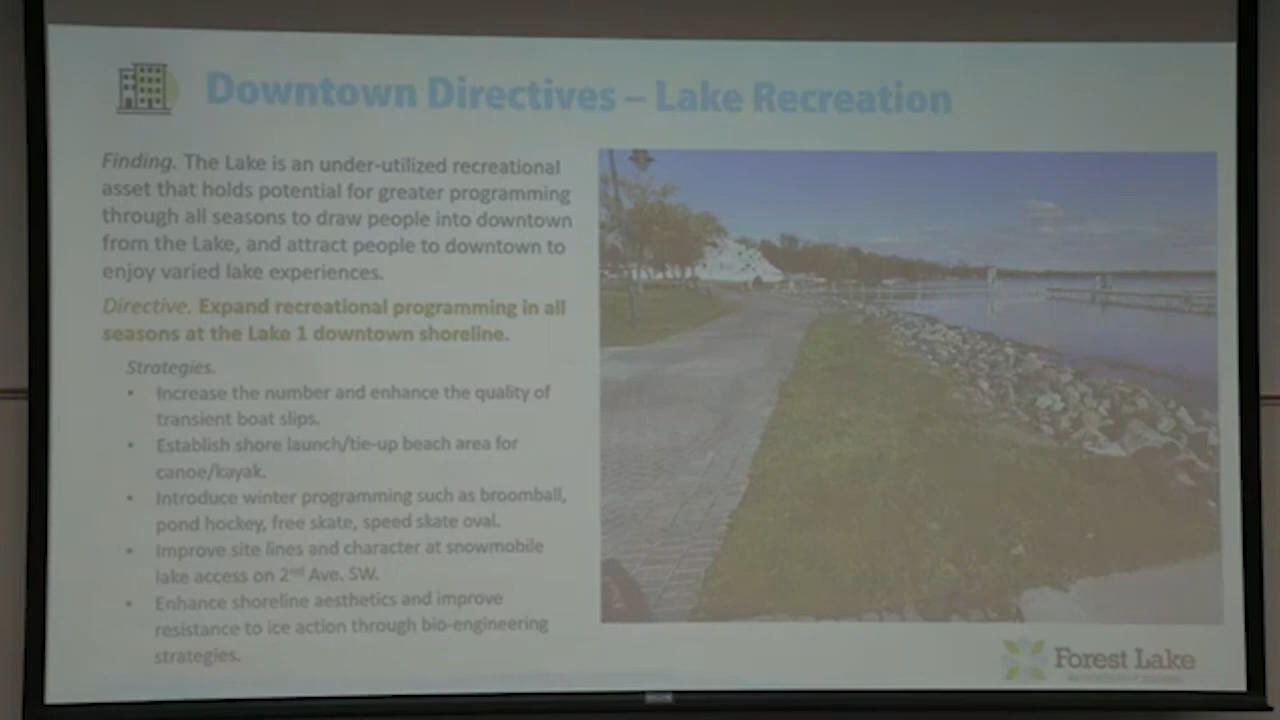 Downtown Directives – Lake Recreation
Finding. The Lake is an under-utilized recreational
asset that holds potential for greater programming
through all seasons to draw people into downtown
from the Lake, and attract people to downtown to
enjoy varied lake experiences.
Directive. Expand recreational programming in all
seasons at the Lake 1 downtown shoreline.
Strategies.
• Increase the number and enhance the quality of
transient boat slips.
• Establish shore launch/tie-up beach area for
canoe/kayak.
• Introduce winter programming such as broomball,
pond hockey, free skate, speed skate oval.
• Improve site lines and character at snowmobile
lake access on 2nd Ave. SW.
• Enhance shoreline aesthetics and improve
resistance to ice action through bio-engineering
strategies.
Forest Lake